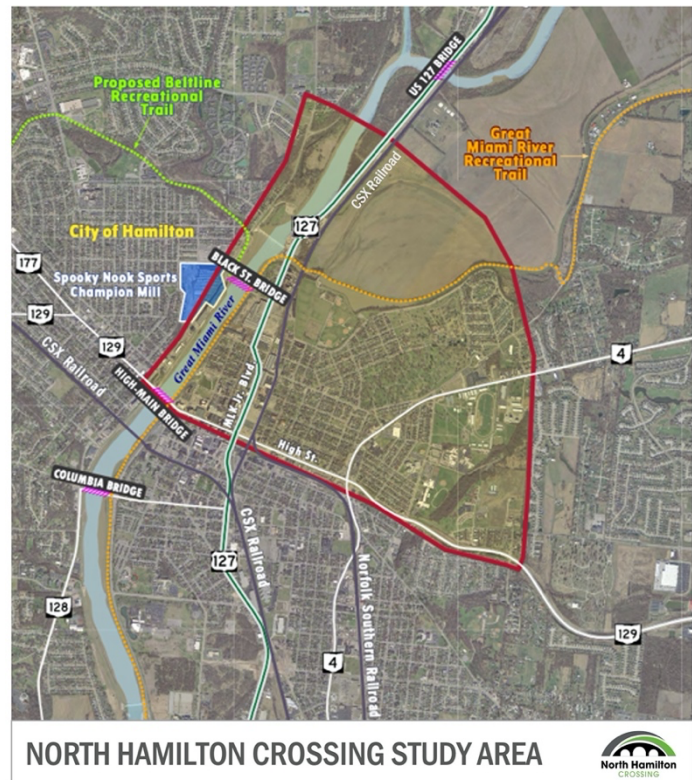 US 127 BRIDGE
Proposed Beltline
Recreational
Trail
Great
Miami River
Recreational
Trail
CSX Railroad
127
City of Hamilton
BLACK ST. BRIDGE
177
Spooky Nook Sports
Champion Mill
129
Great Miami River
129
4
CSX Railroad
HIGH-MAIN BRIDGE
MLK Jr. Blvd
High St.
COLUMBIA BRIDGE
CSX Railroad
127
Norfolk Southern Railroad
128
129
4
NORTH HAMILTON CROSSING STUDY AREA
North Hamilton
CROSSING